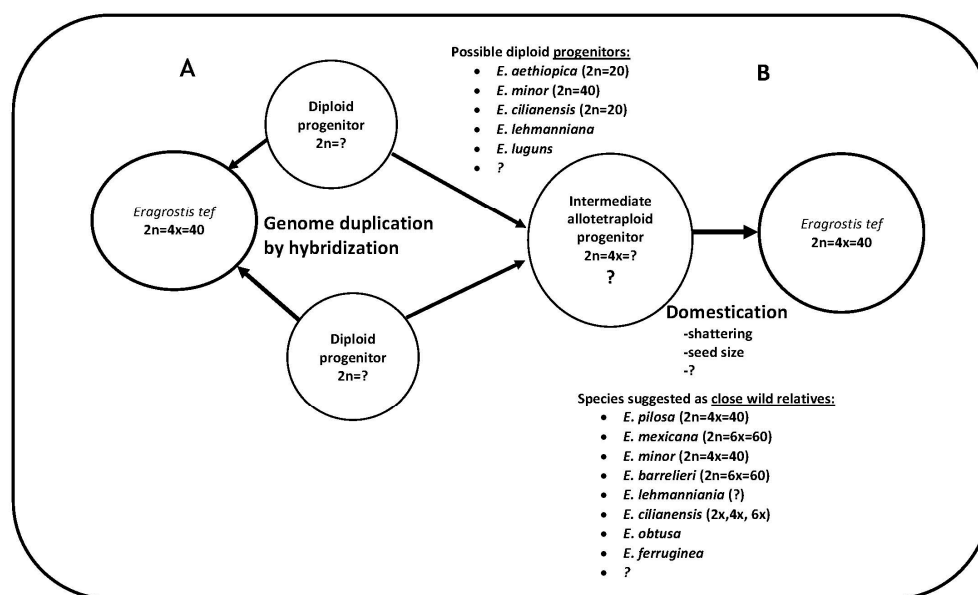 A
Diploid
progenitor
2n=?
Eragrostis tef
2n=4x=40
Genome duplication
by hybridization
Diploid
progenitor
2n=?
Possible diploid progenitors:
• E. aethiopica (2n=20)
• E. minor (2n=40)
• E. cilianensis (2n=20)
• E. lehmanniana
• E. luguns
• ?
B
Intermediate
allotetraploid
progenitor
2n=4x=?
?
Eragrostis tef
2n=4x=40
Domestication
-shattering
-seed size
-?
Species suggested as close wild relatives:
• E. pilosa (2n=4x=40)
• E. mexicana (2n=6x=60)
• E. minor (2n=4x=40)
• E. barrelieri (2n=6x=60)
• E. lehmanniania (?)
• E. cilianensis (2x,4x, 6x)
• E. obtusa
• E. ferruginea
• ?